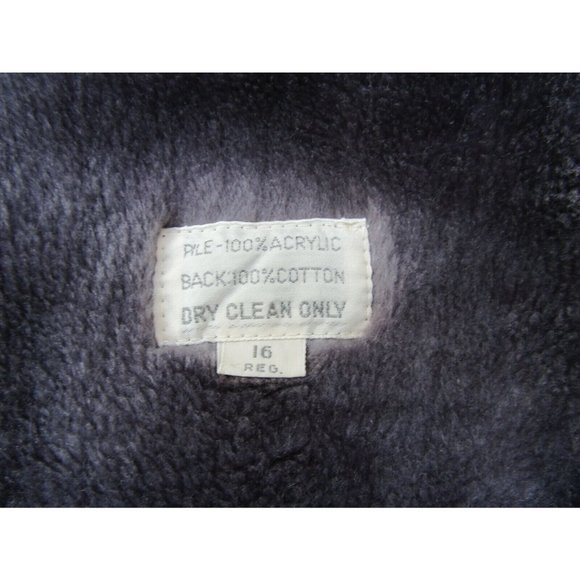 PILE-100%ACRYLIC
BACK:100%COTTON
DRY CLEAN ONLY
16
REG.